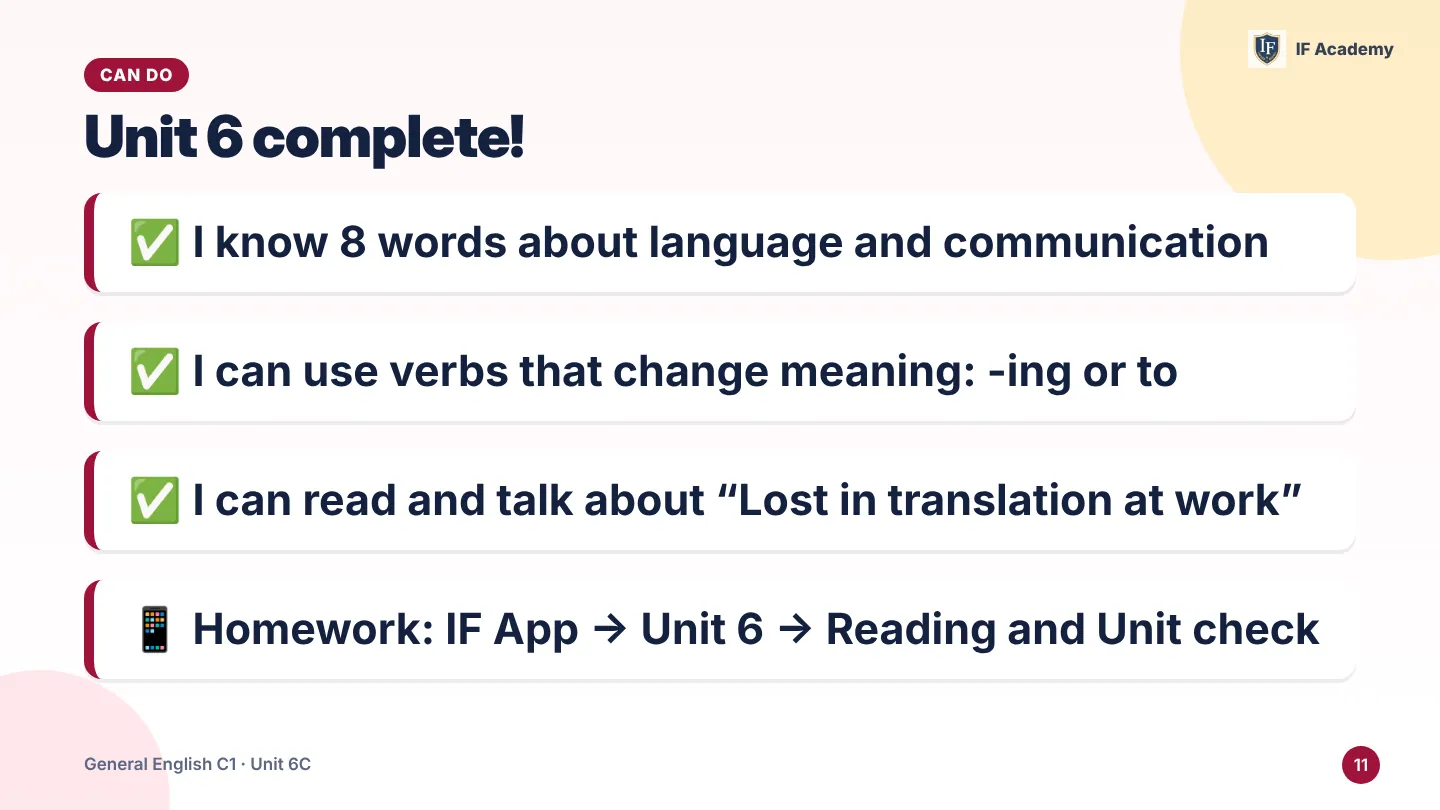 IF Academy
CAN DO
Unit 6 complete!
✅ I know 8 words about language and communication
✅ I can use verbs that change meaning: -ing or to
✅ I can read and talk about “Lost in translation at work”
📱 Homework: IF App → Unit 6 → Reading and Unit check
General English C1 · Unit 6C
11